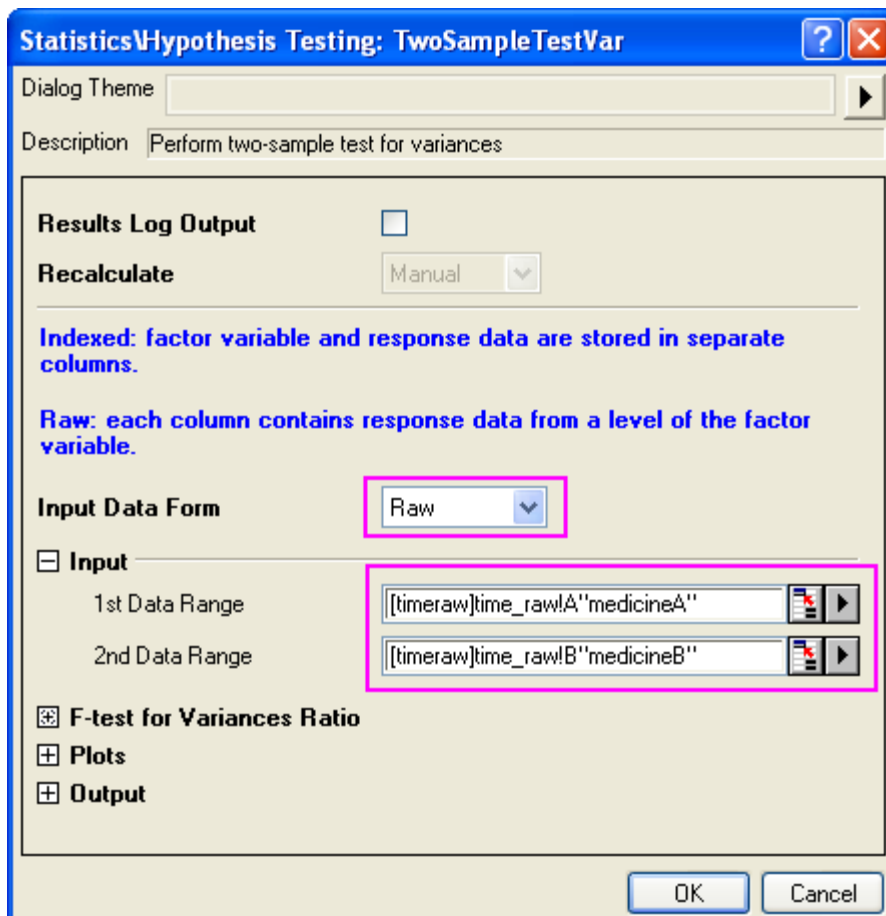 Statistics\Hypothesis Testing: TwoSampleTestVar
Dialog Theme
Description Perform two-sample test for variances
Results Log Output
Recalculate Manual
Indexed: factor variable and response data are stored in separate
columns.
Raw: each column contains response data from a level of the factor
variable.
Input Data Form Raw
Input
1st Data Range [timeraw]time_raw!A"medicineA"
2nd Data Range [timeraw]time_raw!B"medicineB"
F-test for Variances Ratio
Plots
Output
OK Cancel